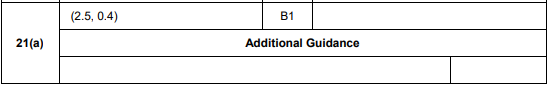 (2.5, 0.4) B1
21(a)
Additional Guidance